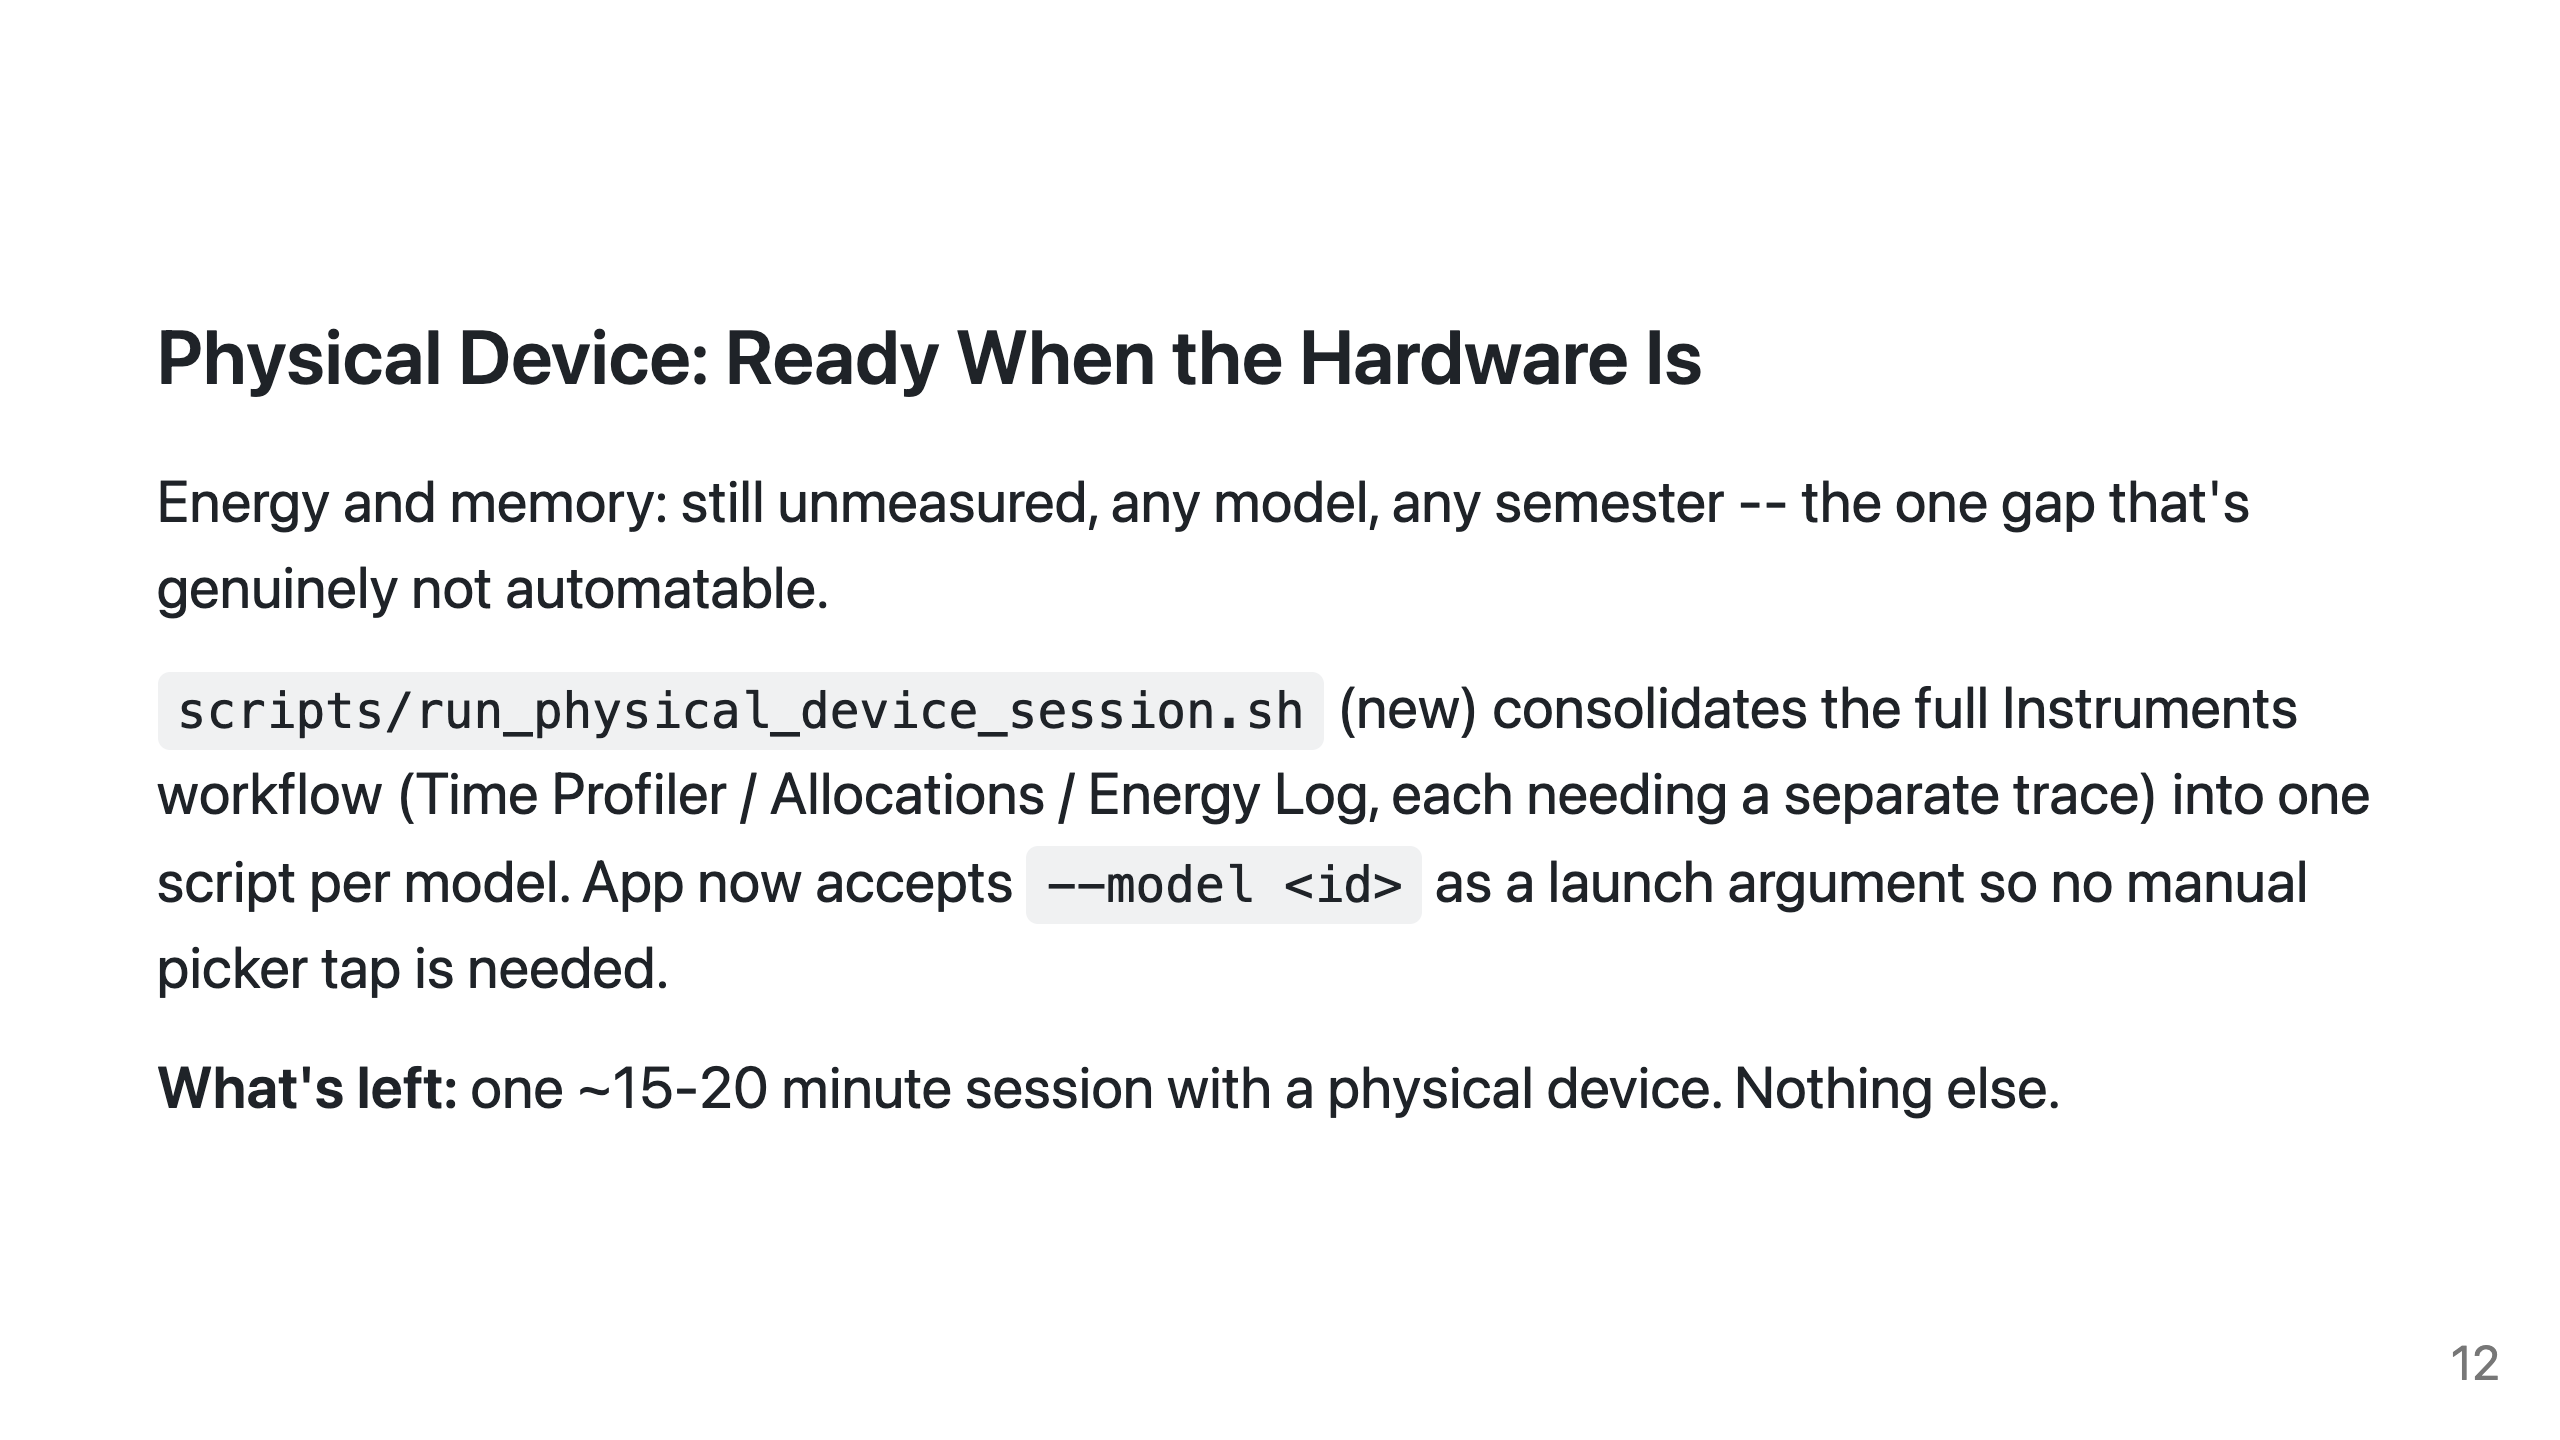 Physical Device: Ready When the Hardware Is
Energy and memory: still unmeasured, any model, any semester -- the one gap that's
genuinely not automatable.
scripts/run_physical_device_session.sh (new) consolidates the full Instruments
workflow (Time Profiler / Allocations / Energy Log, each needing a separate trace) into one
script per model. App now accepts --model <id> as a launch argument so no manual
picker tap is needed.
What's left: one ~15-20 minute session with a physical device. Nothing else.
12